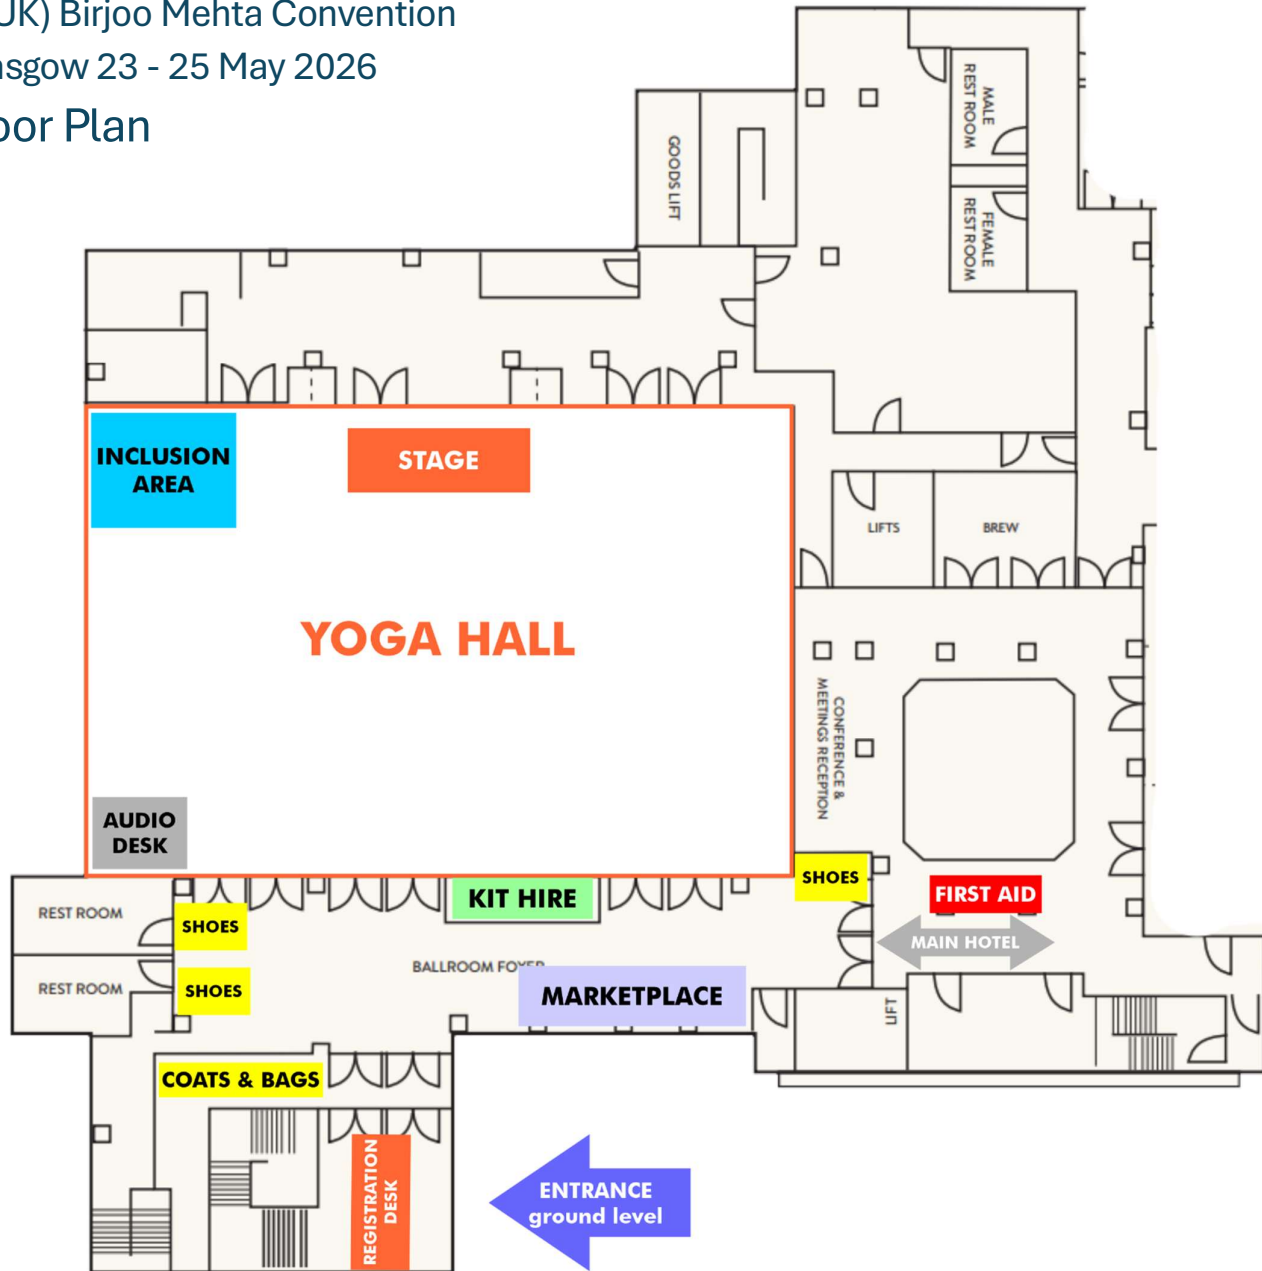 UK) Birjoo Mehta Convention
sgow 23 - 25 May 2026
oor Plan
MALE
REST ROOM
GOODS LIFT
FEMALE
REST ROOM
INCLUSION
AREA
STAGE
LIFTS
BREW
YOGA HALL
CONFERENCE &
MEETINGS RECEPTION
AUDIO
DESK
SHOES
KIT HIRE
FIRST AID
REST ROOM
SHOES
MAIN HOTEL
BALLROOM FOYER
REST ROOM
SHOES
MARKETPLACE
LIFT
COATS & BAGS
REGISTRATION
DESK
ENTRANCE
ground level